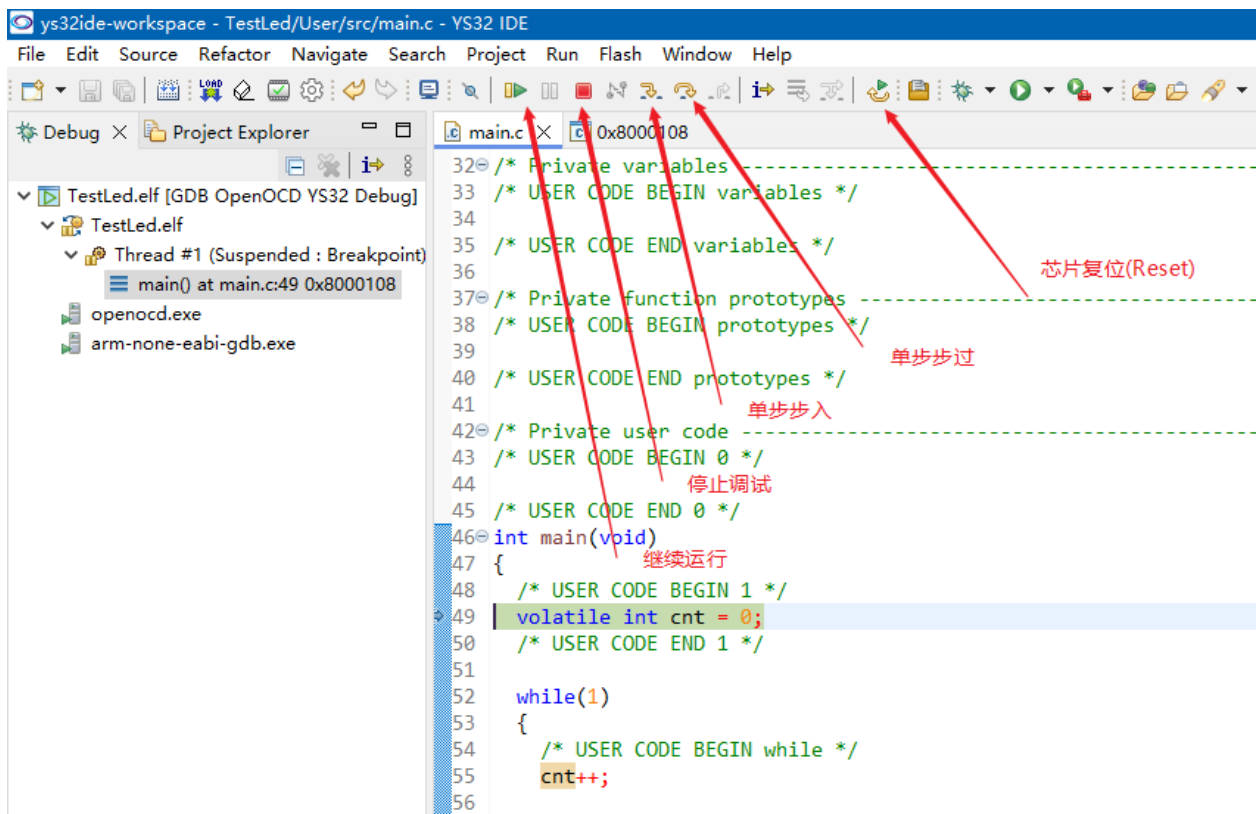 ys32ide-workspace - TestLed/User/src/main.c - YS32 IDE
File Edit Source Refactor Navigate Search Project Run Flash Window Help
LOAD
Debug Project Explorer
main.c 0x8000108
TestLed.elf [GDB OpenOCD YS32 Debug]
TestLed.elf
Thread #1 (Suspended : Breakpoint)
main() at main.c:49 0x8000108
openocd.exe
arm-none-eabi-gdb.exe
32 /* Private variables ------------------------------------------
33 /* USER CODE BEGIN variables */
34
35 /* USER CODE END variables */
36
37 /* Private function prototypes --------------------------------
38 /* USER CODE BEGIN prototypes */
39
40 /* USER CODE END prototypes */
41
42 /* Private user code ------------------------------------------
43 /* USER CODE BEGIN 0 */
44
45 /* USER CODE END 0 */
46 int main(void)
47 {
48 /* USER CODE BEGIN 1 */
49 volatile int cnt = 0;
50 /* USER CODE END 1 */
51
52 while(1)
53 {
54 /* USER CODE BEGIN while */
55 cnt++;
56
芯片复位(Reset)
单步步过
单步步入
停止调试
继续运行